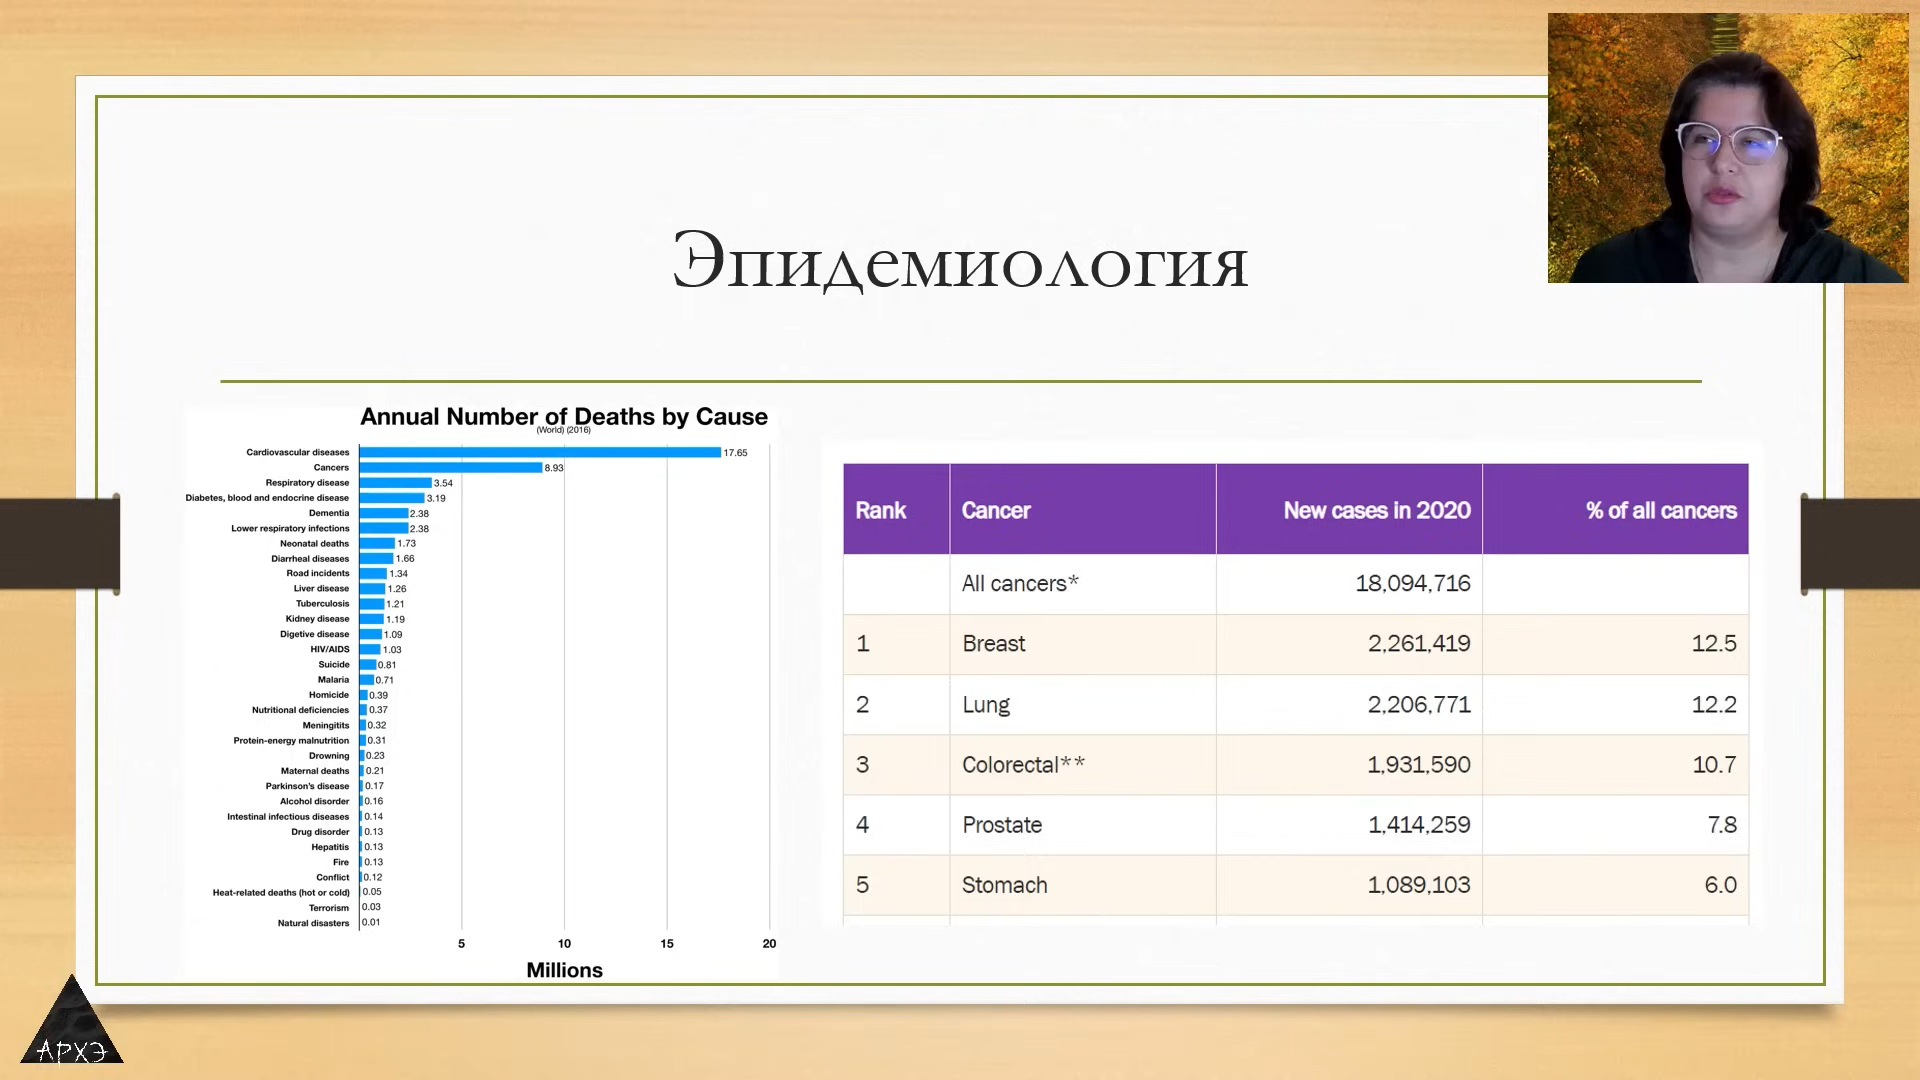 Эпидемиология
Annual Number of Deaths by Cause
(World) (2016)
Cardiovascular diseases 17.65
Cancers 8.93
Respiratory disease 3.54
Diabetes, blood and endocrine disease 3.19
Dementia 2.38
Lower respiratory infections 2.38
Neonatal deaths 1.73
Diarrheal diseases 1.66
Road incidents 1.34
Liver disease 1.26
Tuberculosis 1.21
Kidney disease 1.19
Digetive disease 1.09
HIV/AIDS 1.03
Suicide 0.81
Malaria 0.71
Homicide 0.39
Nutritional deficiencies 0.37
Meningitits 0.32
Protein-energy malnutrition 0.31
Drowning 0.23
Maternal deaths 0.21
Parkinson's disease 0.17
Alcohol disorder 0.16
Intestinal infectious diseases 0.14
Drug disorder 0.13
Hepatitis 0.13
Fire 0.13
Conflict 0.12
Heat-related deaths (hot or cold) 0.05
Terrorism 0.03
Natural disasters 0.01
5 10 15 20
Millions
Rank Cancer New cases in 2020 % of all cancers
All cancers* 18,094,716
1 Breast 2,261,419 12.5
2 Lung 2,206,771 12.2
3 Colorectal** 1,931,590 10.7
4 Prostate 1,414,259 7.8
5 Stomach 1,089,103 6.0
АРХЭ